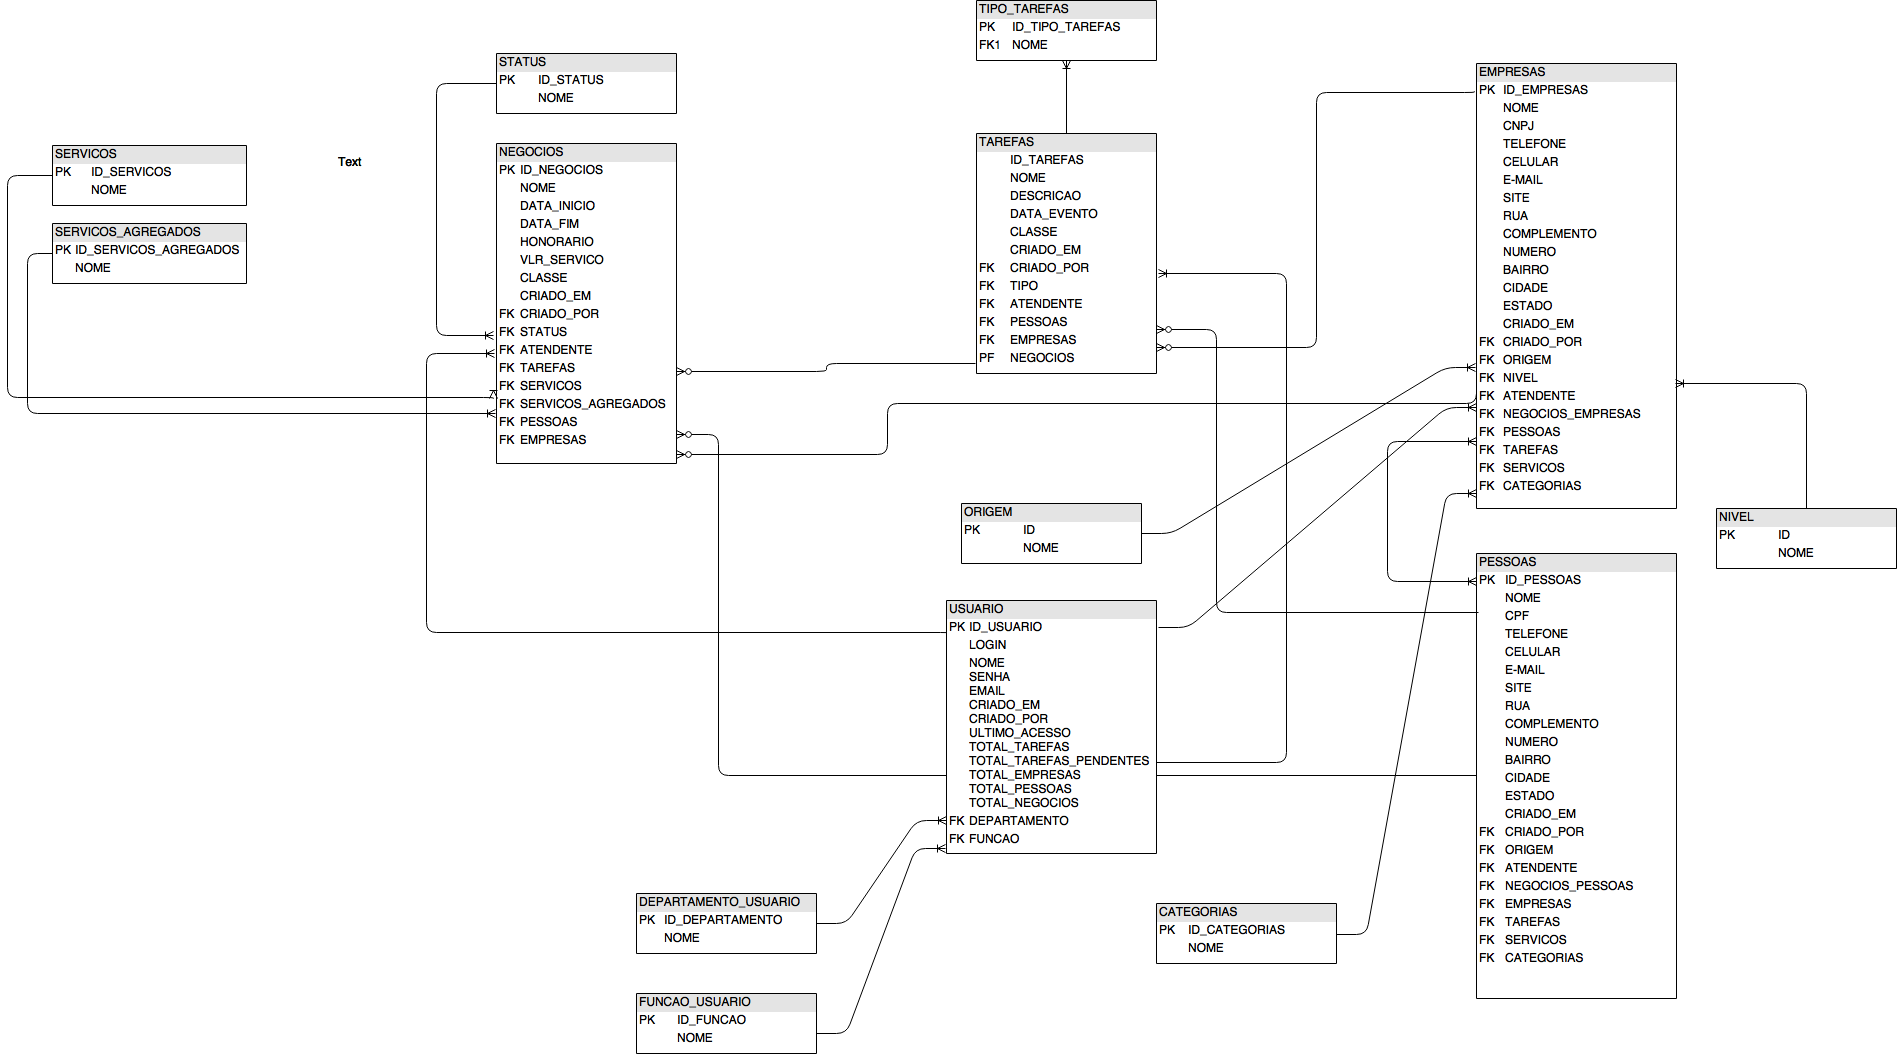 TIPO_TAREFAS
PK ID_TIPO_TAREFAS
FK1 NOME
STATUS
PK ID_STATUS
NOME
EMPRESAS
PK ID_EMPRESAS
NOME
CNPJ
TELEFONE
CELULAR
E-MAIL
SITE
RUA
COMPLEMENTO
NUMERO
BAIRRO
CIDADE
ESTADO
CRIADO_EM
FK CRIADO_POR
FK ORIGEM
FK NIVEL
FK ATENDENTE
FK NEGOCIOS_EMPRESAS
FK PESSOAS
FK TAREFAS
FK SERVICOS
FK CATEGORIAS
TAREFAS
ID_TAREFAS
NOME
DESCRICAO
DATA_EVENTO
CLASSE
CRIADO_EM
FK CRIADO_POR
FK TIPO
FK ATENDENTE
FK PESSOAS
FK EMPRESAS
PF NEGOCIOS
SERVICOS
PK ID_SERVICOS
NOME
Text
NEGOCIOS
PK ID_NEGOCIOS
NOME
DATA_INICIO
DATA_FIM
HONORARIO
VLR_SERVICO
CLASSE
CRIADO_EM
FK CRIADO_POR
FK STATUS
FK ATENDENTE
FK TAREFAS
FK SERVICOS
FK SERVICOS_AGREGADOS
FK PESSOAS
FK EMPRESAS
SERVICOS_AGREGADOS
PK ID_SERVICOS_AGREGADOS
NOME
ORIGEM
PK ID
NOME
NIVEL
PK ID
NOME
PESSOAS
PK ID_PESSOAS
NOME
CPF
TELEFONE
CELULAR
E-MAIL
SITE
RUA
COMPLEMENTO
NUMERO
BAIRRO
CIDADE
ESTADO
CRIADO_EM
FK CRIADO_POR
FK ORIGEM
FK ATENDENTE
FK NEGOCIOS_PESSOAS
FK EMPRESAS
FK TAREFAS
FK SERVICOS
FK CATEGORIAS
USUARIO
PK ID_USUARIO
LOGIN
NOME
SENHA
EMAIL
CRIADO_EM
CRIADO_POR
ULTIMO_ACESSO
TOTAL_TAREFAS
TOTAL_TAREFAS_PENDENTES
TOTAL_EMPRESAS
TOTAL_PESSOAS
TOTAL_NEGOCIOS
FK DEPARTAMENTO
FK FUNCAO
DEPARTAMENTO_USUARIO
PK ID_DEPARTAMENTO
NOME
CATEGORIAS
PK ID_CATEGORIAS
NOME
FUNCAO_USUARIO
PK ID_FUNCAO
NOME